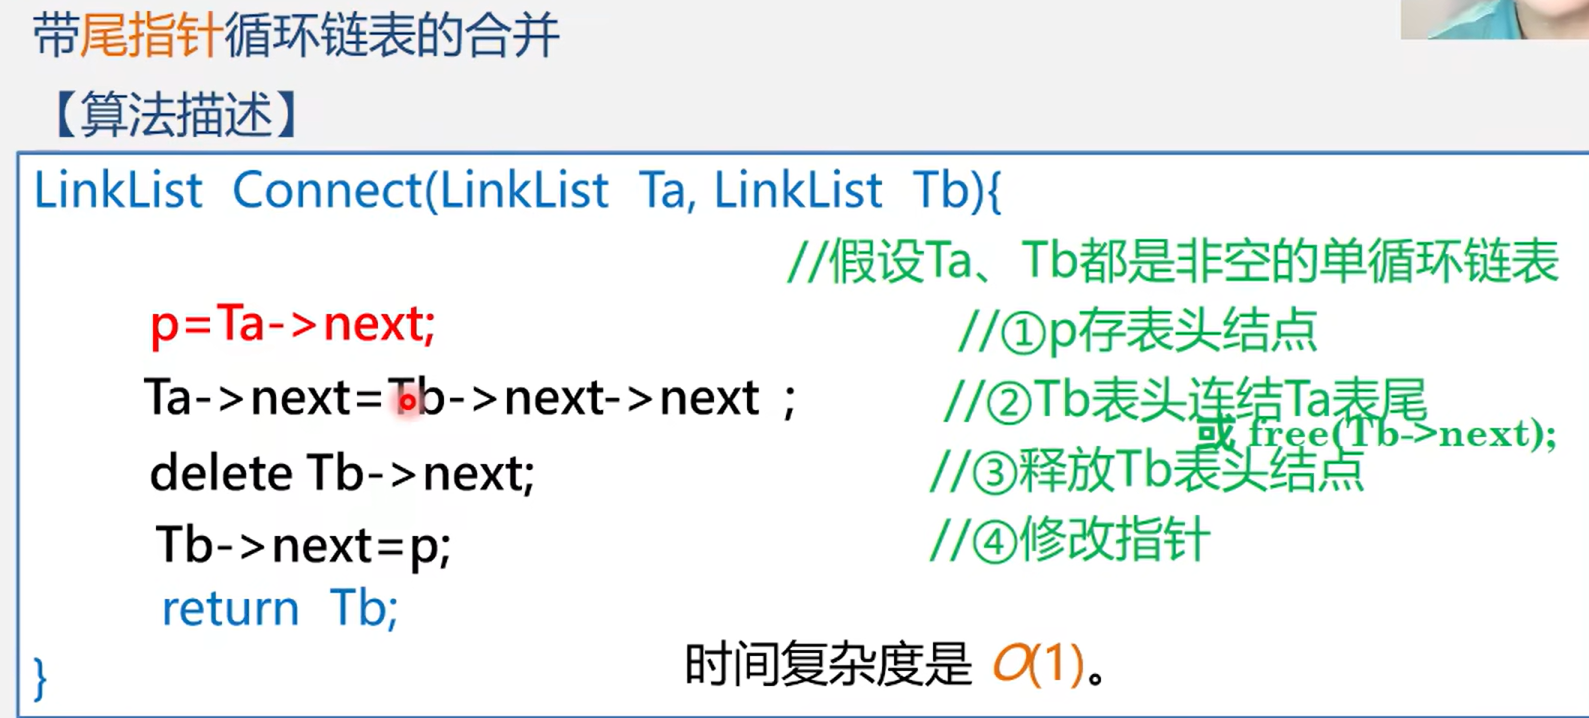 带尾指针循环链表的合并
【算法描述】
LinkList Connect(LinkList Ta, LinkList Tb){
//假设Ta、Tb都是非空的单循环链表
p=Ta->next; //①p存表头结点
Ta->next=Tb->next->next ; //②Tb表头连结Ta表尾
或 free(Tb->next);
delete Tb->next; //③释放Tb表头结点
Tb->next=p; //④修改指针
return Tb;
}
时间复杂度是 O(1)。